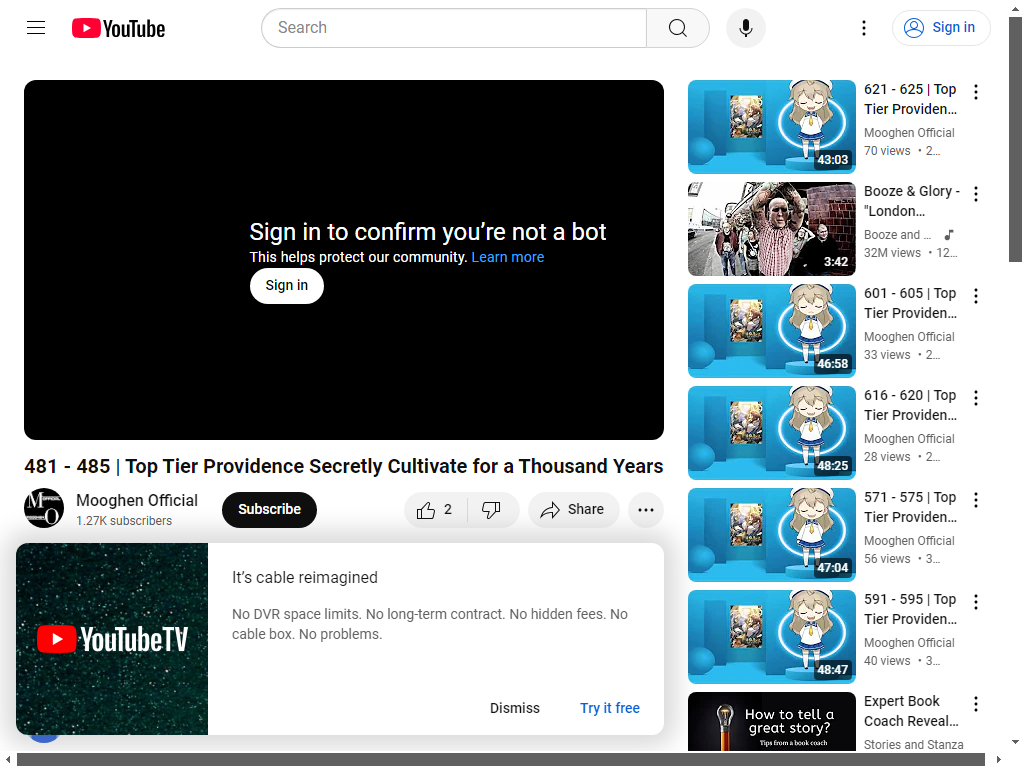 YouTube
Search
Sign in
Sign in to confirm you’re not a bot
This helps protect our community. Learn more
Sign in
481 - 485 | Top Tier Providence Secretly Cultivate for a Thousand Years
Mooghen Official
1.27K subscribers
Subscribe
2
Share
YouTubeTV
It’s cable reimagined
No DVR space limits. No long-term contract. No hidden fees. No
cable box. No problems.
Dismiss
Try it free
43:03
621 - 625 | Top
Tier Providen...
Mooghen Official
70 views • 2...
3:42
Booze & Glory -
"London...
Booze and ...
32M views • 12...
46:58
601 - 605 | Top
Tier Providen...
Mooghen Official
33 views • 2...
48:25
616 - 620 | Top
Tier Providen...
Mooghen Official
28 views • 2...
47:04
571 - 575 | Top
Tier Providen...
Mooghen Official
56 views • 3...
48:47
591 - 595 | Top
Tier Providen...
Mooghen Official
40 views • 3...
How to tell a
great story?
Tips from a book coach
Expert Book
Coach Reveal...
Stories and Stanza